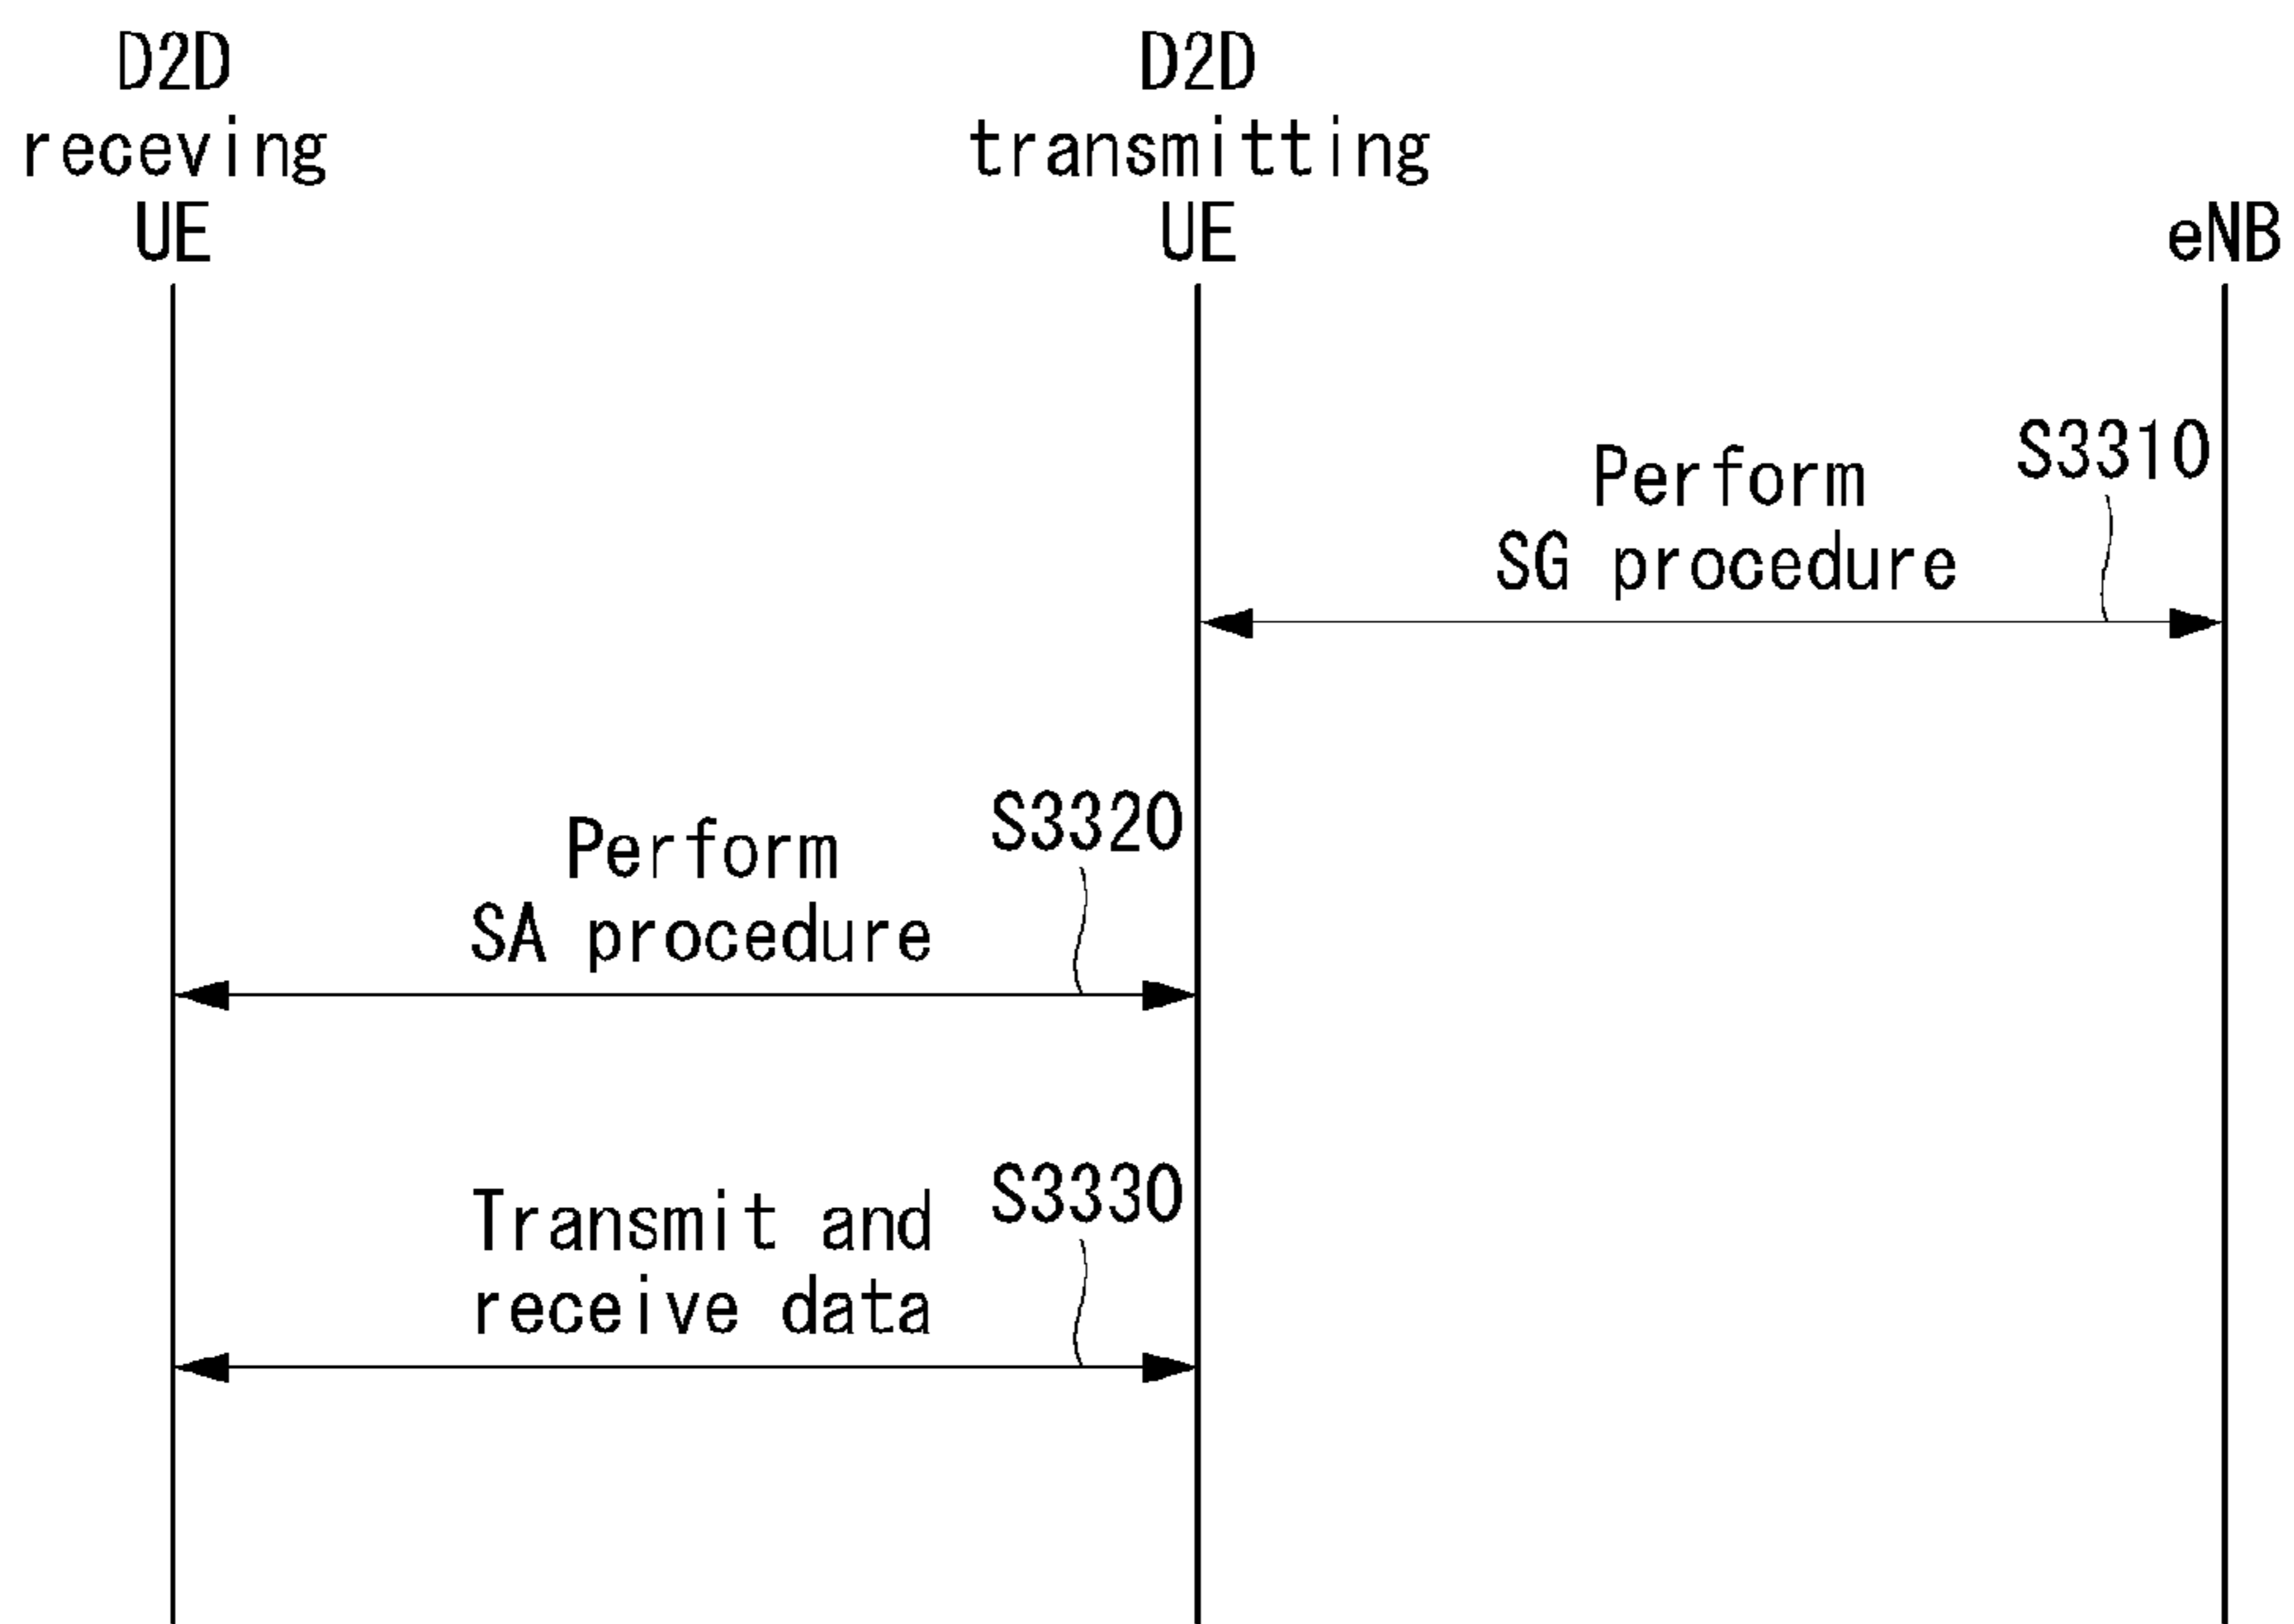 D2D
receving
UE
D2D
transmitting
UE
eNB
S3310
Perform
SG procedure
S3320
Perform
SA procedure
S3330
Transmit and
receive data